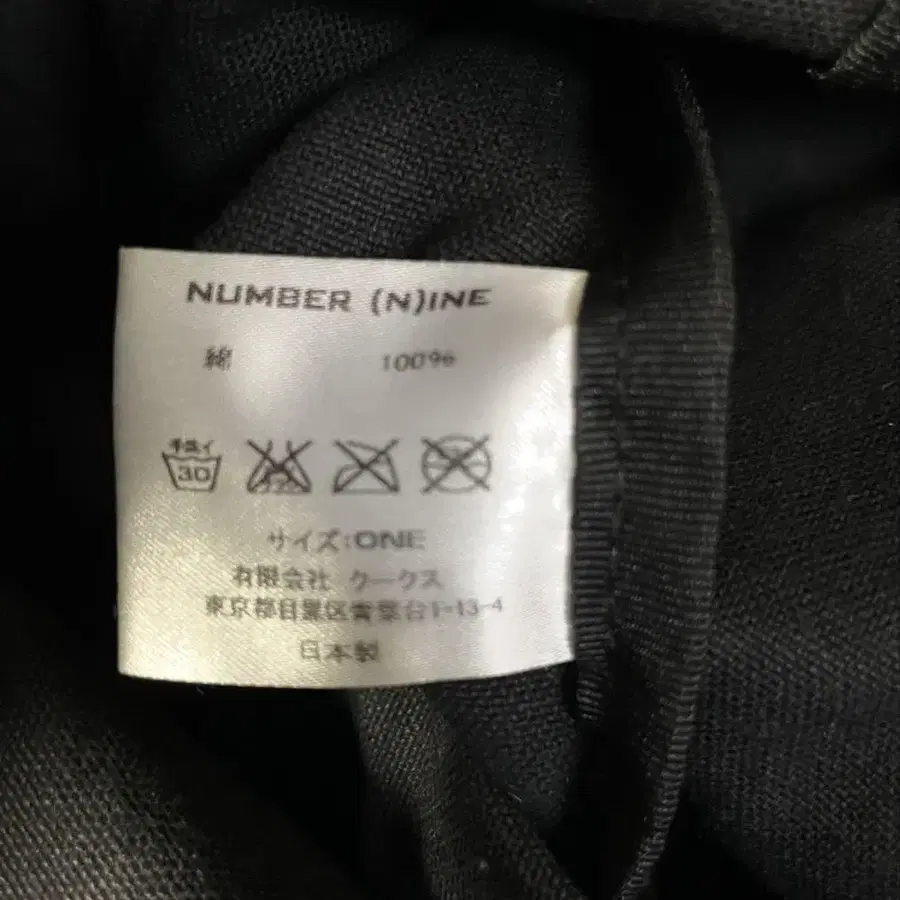 NUMBER (N)INE
綿 100%
手洗イ
30
サイズ:ONE
有限会社 クークス
東京都目黒区青葉台1-13-4
日本製